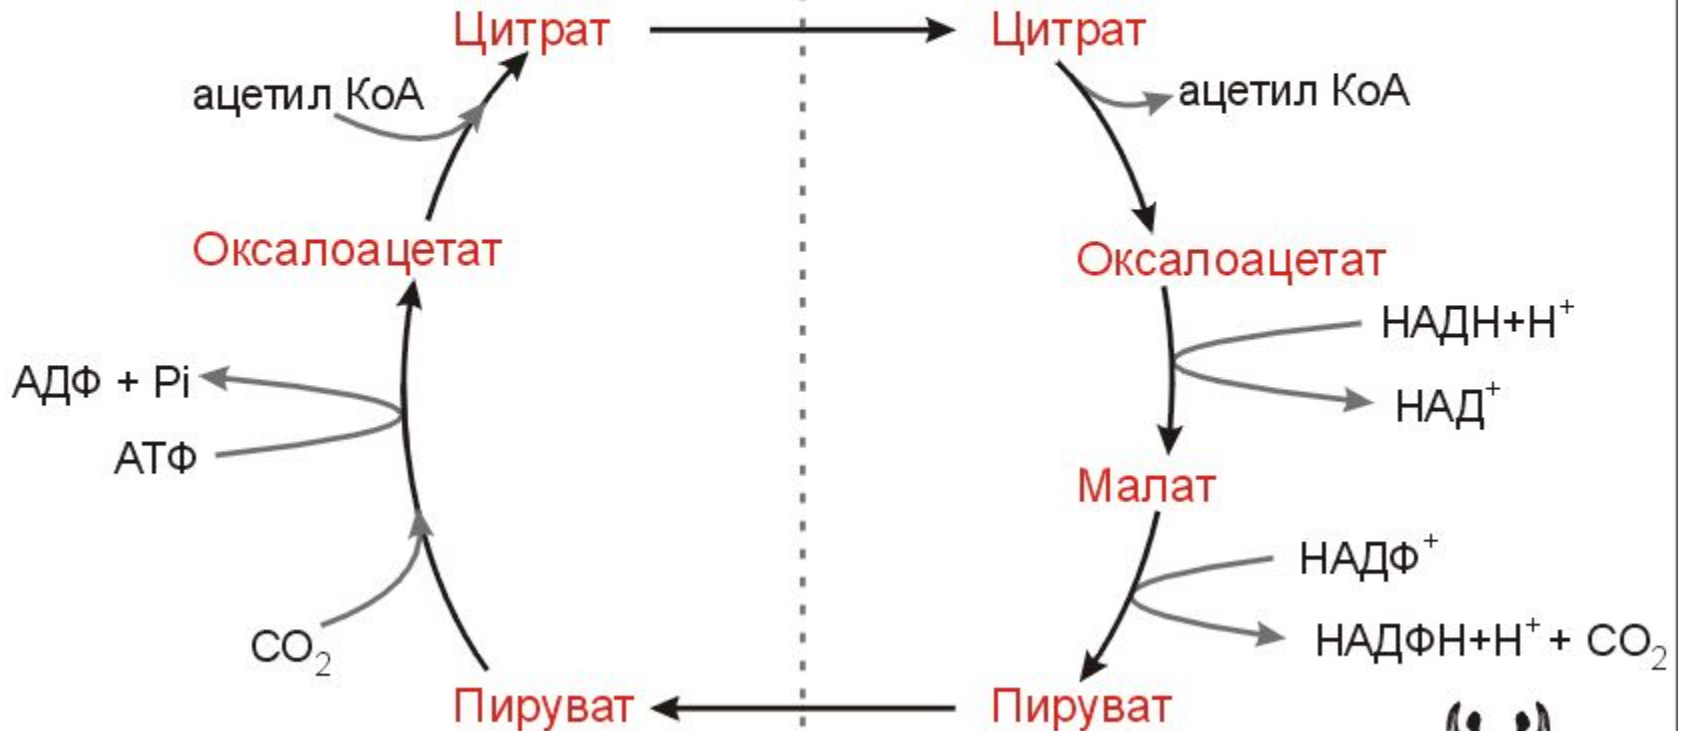 Цитрат
Цитрат
ацетил КоА
ацетил КоА
Оксалоацетат
Оксалоацетат
НАДН+Н⁺
АДФ + Pi
НАД⁺
АТФ
Малат
НАДФ⁺
CO₂
НАДФН+Н⁺ + CO₂
Пируват
Пируват